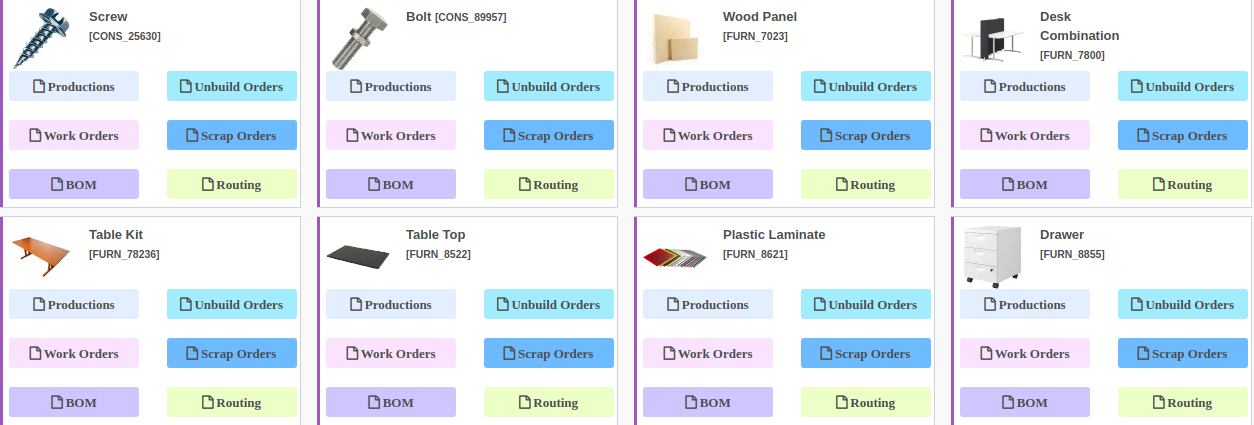 Screw
[CONS_25630]
Productions
Unbuild Orders
Work Orders
Scrap Orders
BOM
Routing
Bolt [CONS_89957]
Productions
Unbuild Orders
Work Orders
Scrap Orders
BOM
Routing
Wood Panel
[FURN_7023]
Productions
Unbuild Orders
Work Orders
Scrap Orders
BOM
Routing
Desk
Combination
[FURN_7800]
Productions
Unbuild Orders
Work Orders
Scrap Orders
BOM
Routing
Table Kit
[FURN_78236]
Productions
Unbuild Orders
Work Orders
Scrap Orders
BOM
Routing
Table Top
[FURN_8522]
Productions
Unbuild Orders
Work Orders
Scrap Orders
BOM
Routing
Plastic Laminate
[FURN_8621]
Productions
Unbuild Orders
Work Orders
Scrap Orders
BOM
Routing
Drawer
[FURN_8855]
Productions
Unbuild Orders
Work Orders
Scrap Orders
BOM
Routing